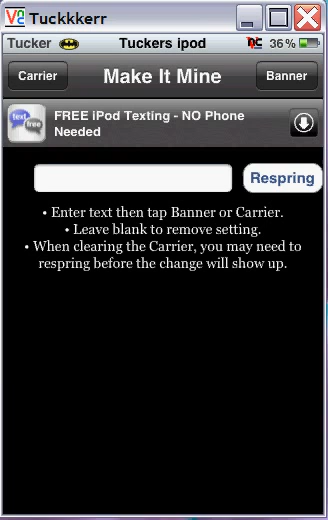 VNC Tuckkkerr
Tucker Tuckers ipod 36%
Carrier Make It Mine Banner
text free FREE iPod Texting - NO Phone
Needed
Respring
• Enter text then tap Banner or Carrier.
• Leave blank to remove setting.
• When clearing the Carrier, you may need to
respring before the change will show up.